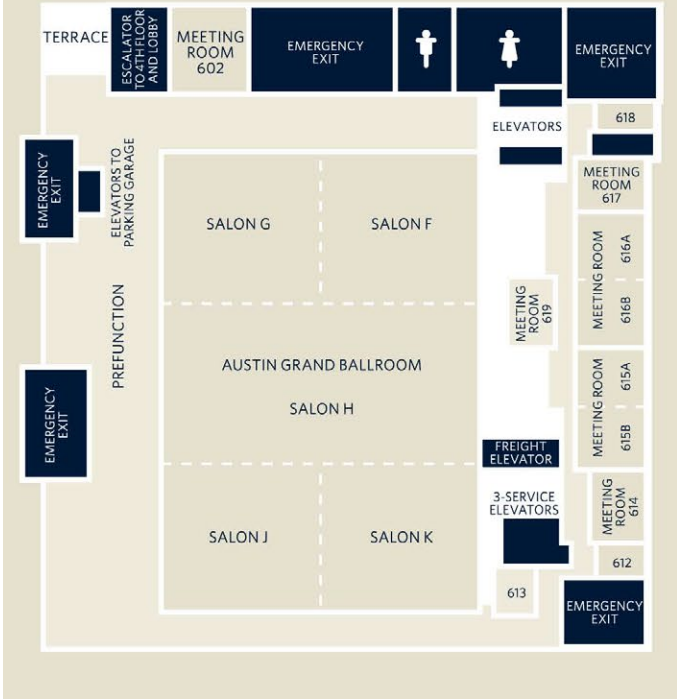 TERRACE
ESCALATOR
TO 4TH FLOOR
AND LOBBY
MEETING
ROOM
602
EMERGENCY
EXIT
EMERGENCY
EXIT
ELEVATORS
618
EMERGENCY
EXIT
ELEVATORS TO
PARKING GARAGE
MEETING
ROOM
617
SALON G
SALON F
MEETING ROOM
616A
616B
PREFUNCTION
MEETING
ROOM
619
AUSTIN GRAND BALLROOM
SALON H
MEETING ROOM
615A
615B
EMERGENCY
EXIT
FREIGHT
ELEVATOR
3-SERVICE
ELEVATORS
MEETING
ROOM
614
SALON J
SALON K
612
613
EMERGENCY
EXIT